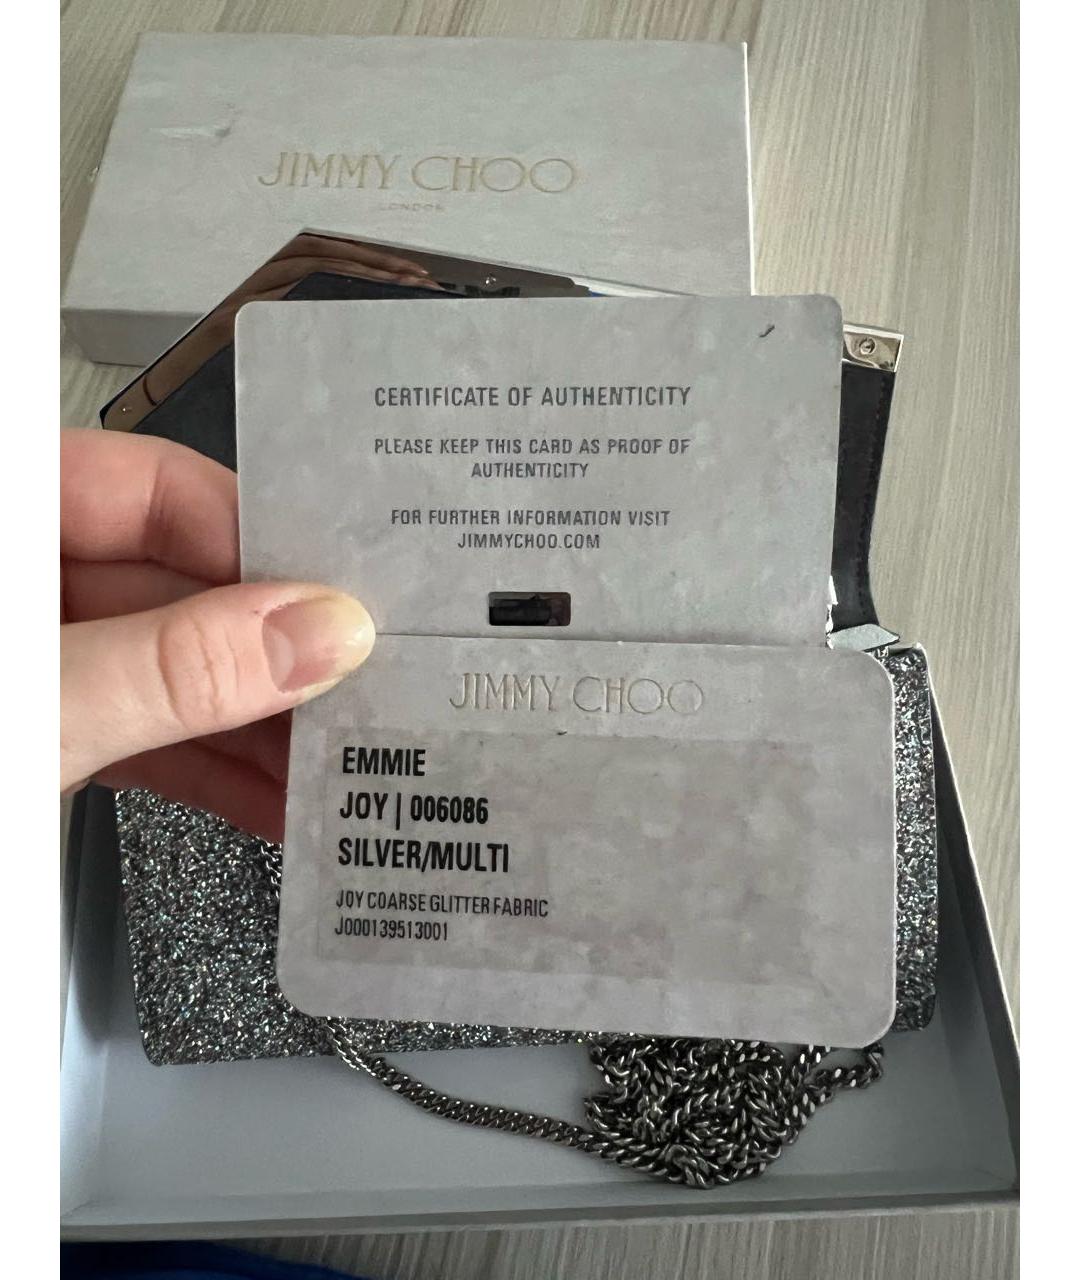 JIMMY CHOO
LONDON
CERTIFICATE OF AUTHENTICITY
PLEASE KEEP THIS CARD AS PROOF OF
AUTHENTICITY
FOR FURTHER INFORMATION VISIT
JIMMYCHOO.COM
JIMMY CHOO
EMMIE
JOY | 006086
SILVER/MULTI
JOY COARSE GLITTER FABRIC
J000139513001